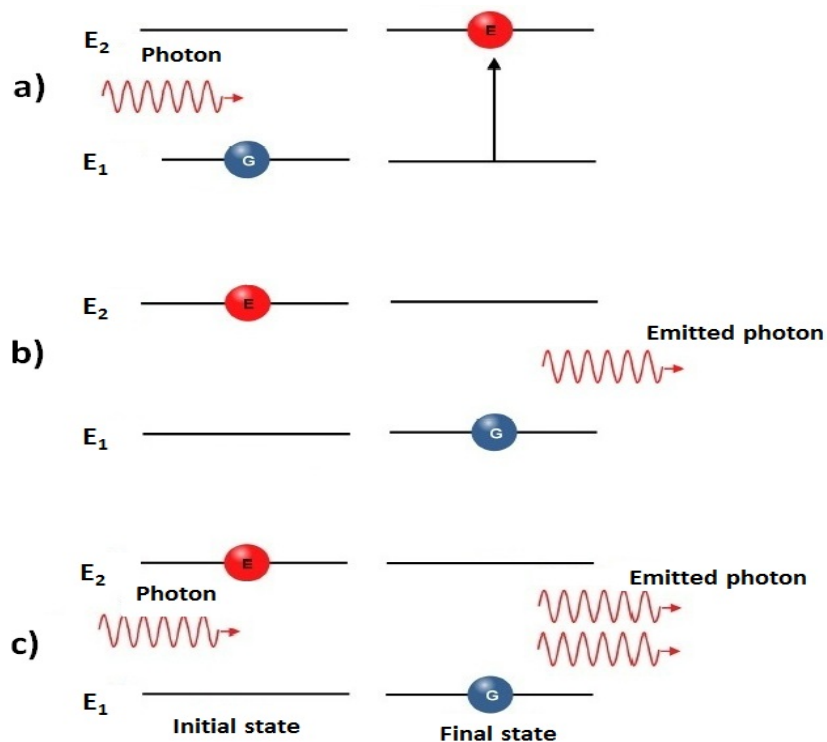 E₂
E
Photon
a)
E₁
G
E₂
E
Emitted photon
b)
E₁
G
E₂
E
Photon
Emitted photon
c)
E₁
G
Initial state
Final state